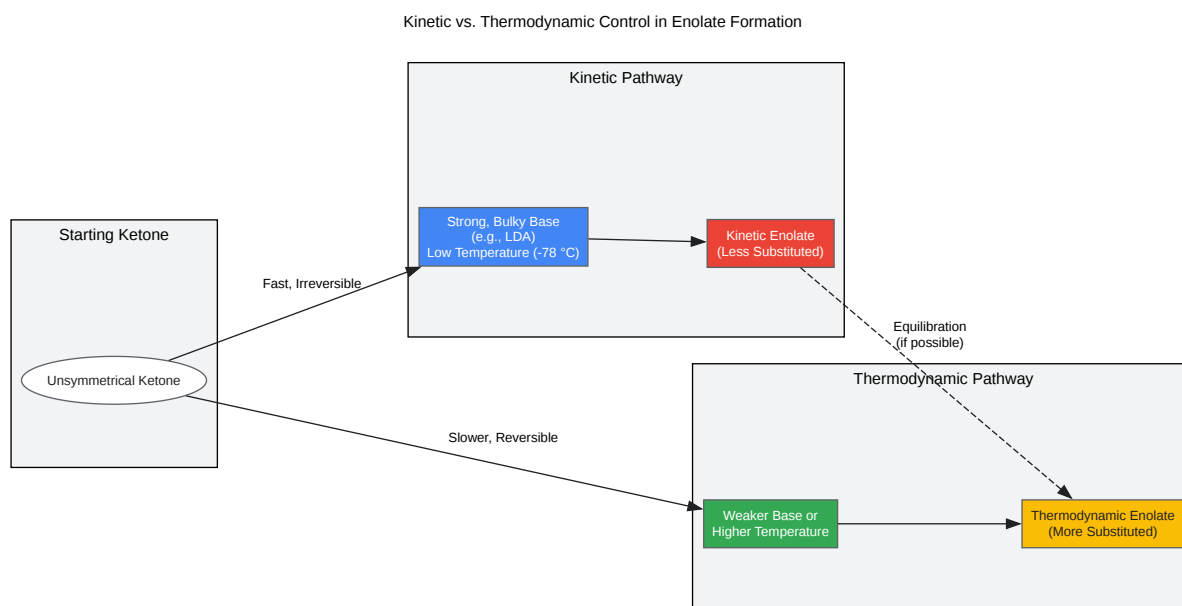 Kinetic vs. Thermodynamic Control in Enolate Formation
Kinetic Pathway
Starting Ketone
Strong, Bulky Base
(e.g., LDA)
Low Temperature (-78 °C)
Kinetic Enolate
(Less Substituted)
Fast, Irreversible
Equilibration
(if possible)
Unsymmetrical Ketone
Thermodynamic Pathway
Slower, Reversible
Weaker Base or
Higher Temperature
Thermodynamic Enolate
(More Substituted)